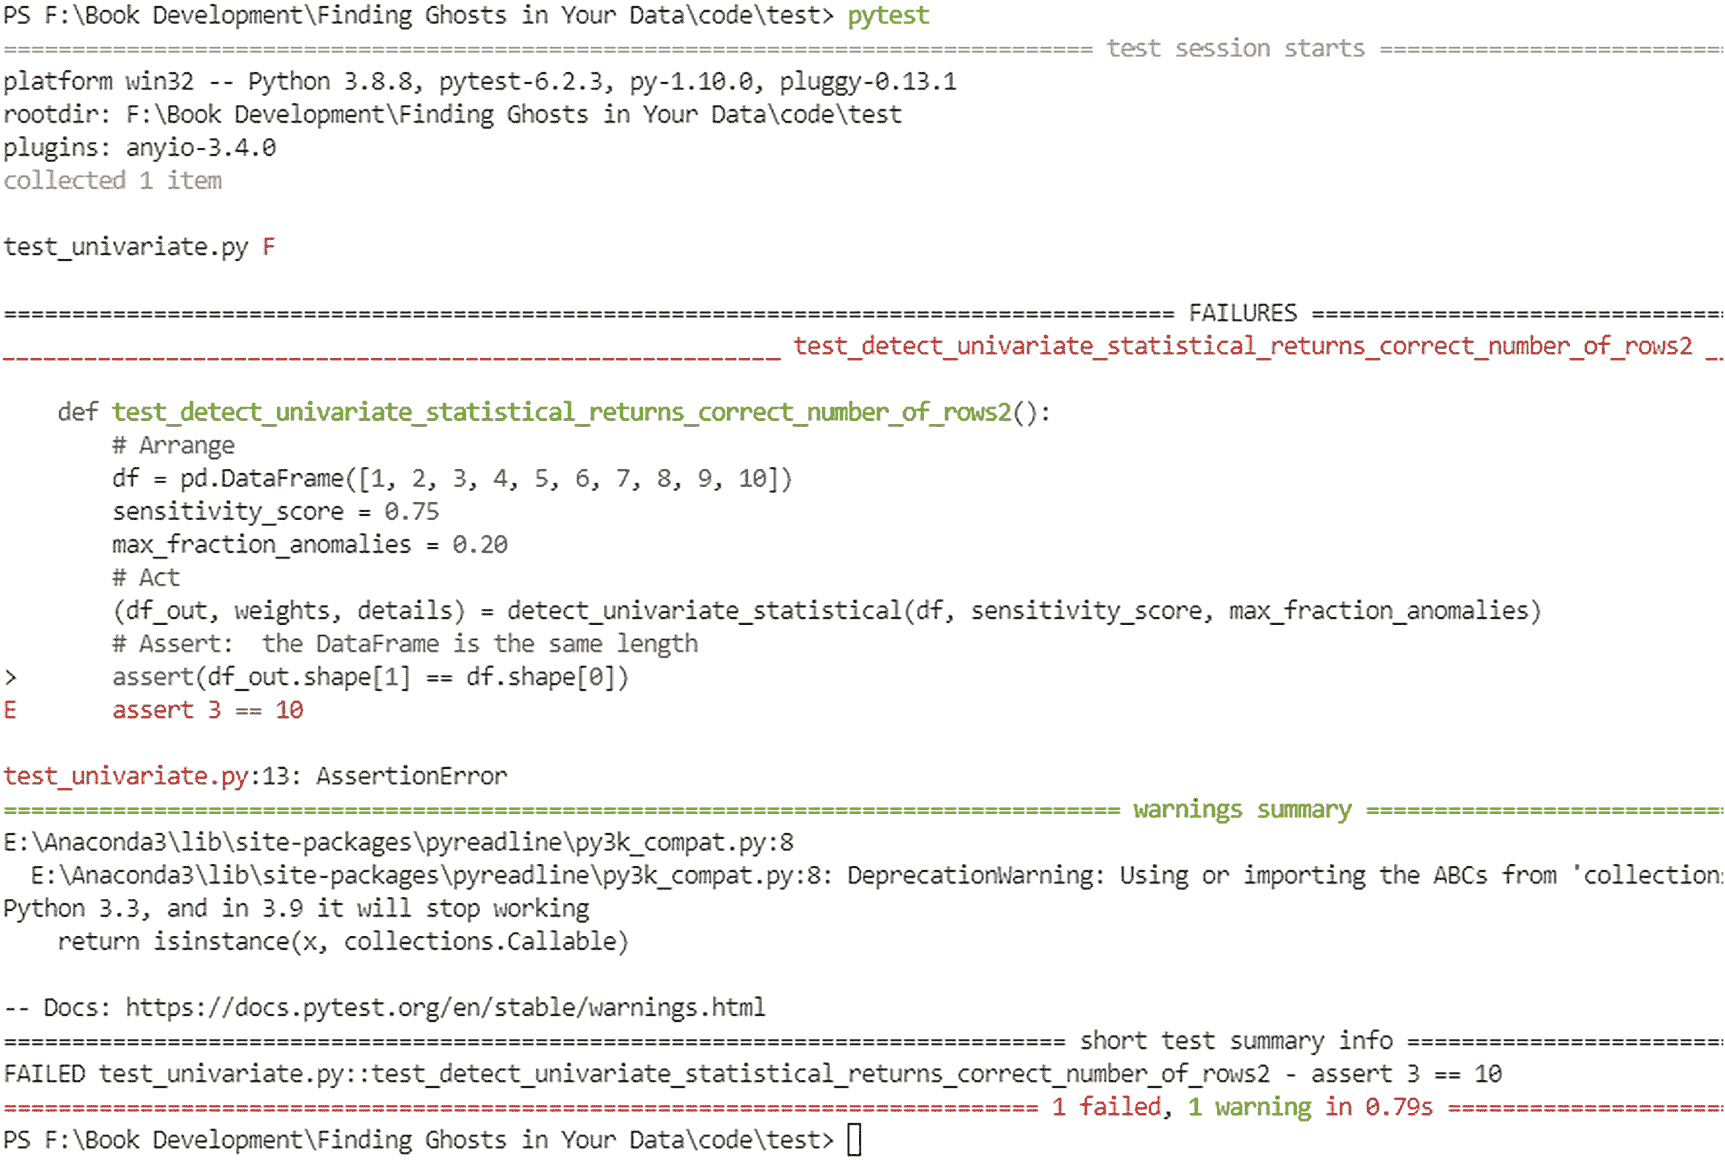 PS F:\Book Development\Finding Ghosts in Your Data\code\test> pytest
================================================================================ test session starts =========================
platform win32 -- Python 3.8.8, pytest-6.2.3, py-1.10.0, pluggy-0.13.1
rootdir: F:\Book Development\Finding Ghosts in Your Data\code\test
plugins: anyio-3.4.0
collected 1 item
test_univariate.py F
====================================================================================== FAILURES ==============================
_________________________________________________________ test_detect_univariate_statistical_returns_correct_number_of_rows2 _
    def test_detect_univariate_statistical_returns_correct_number_of_rows2():
        # Arrange
        df = pd.DataFrame([1, 2, 3, 4, 5, 6, 7, 8, 9, 10])
        sensitivity_score = 0.75
        max_fraction_anomalies = 0.20
        # Act
        (df_out, weights, details) = detect_univariate_statistical(df, sensitivity_score, max_fraction_anomalies)
        # Assert:  the DataFrame is the same length
>       assert(df_out.shape[1] == df.shape[0])
E       assert 3 == 10
test_univariate.py:13: AssertionError
================================================================================== warnings summary ==========================
E:\Anaconda3\lib\site-packages\pyreadline\py3k_compat.py:8
  E:\Anaconda3\lib\site-packages\pyreadline\py3k_compat.py:8: DeprecationWarning: Using or importing the ABCs from 'collection
Python 3.3, and in 3.9 it will stop working
    return isinstance(x, collections.Callable)
-- Docs: https://docs.pytest.org/en/stable/warnings.html
============================================================================== short test summary info =======================
FAILED test_univariate.py::test_detect_univariate_statistical_returns_correct_number_of_rows2 - assert 3 == 10
============================================================================ 1 failed, 1 warning in 0.79s ====================
PS F:\Book Development\Finding Ghosts in Your Data\code\test>